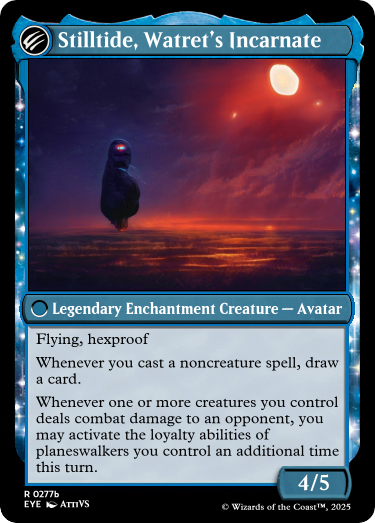 Stilltide, Watret's Incarnate
Legendary Enchantment Creature — Avatar
Flying, hexproof
Whenever you cast a noncreature spell, draw
a card.
Whenever one or more creatures you control
deals combat damage to an opponent, you
may activate the loyalty abilities of
planeswalkers you control an additional time
this turn.
4/5
R 0277b
EYE AttiVS
© Wizards of the Coast™, 2025